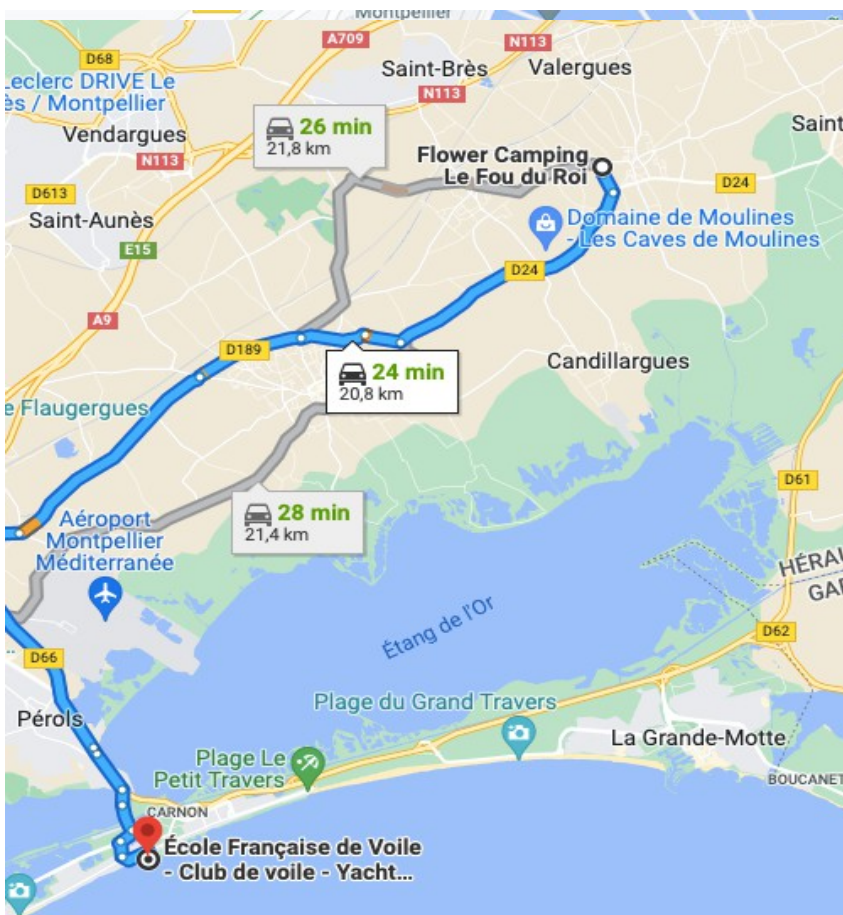 Montpellier
D68
A709
N113
Leclerc DRIVE Le
ès / Montpellier
Saint-Brès
Valergues
N113
Vendargues
26 min
21,8 km
Saint
N113
Flower Camping
Le Fou du Roi
D24
D613
Saint-Aunès
Domaine de Moulines
- Les Caves de Moulines
E15
D24
A9
D189
24 min
20,8 km
Candillargues
e Flaugergues
D61
28 min
21,4 km
Aéroport
Montpellier
Méditerranée
HÉRAU
GAR
Étang de l'Or
D62
D66
Pérols
Plage du Grand Travers
La Grande-Motte
Plage Le
Petit Travers
BOUCANET
CARNON
École Française de Voile
- Club de voile - Yacht...